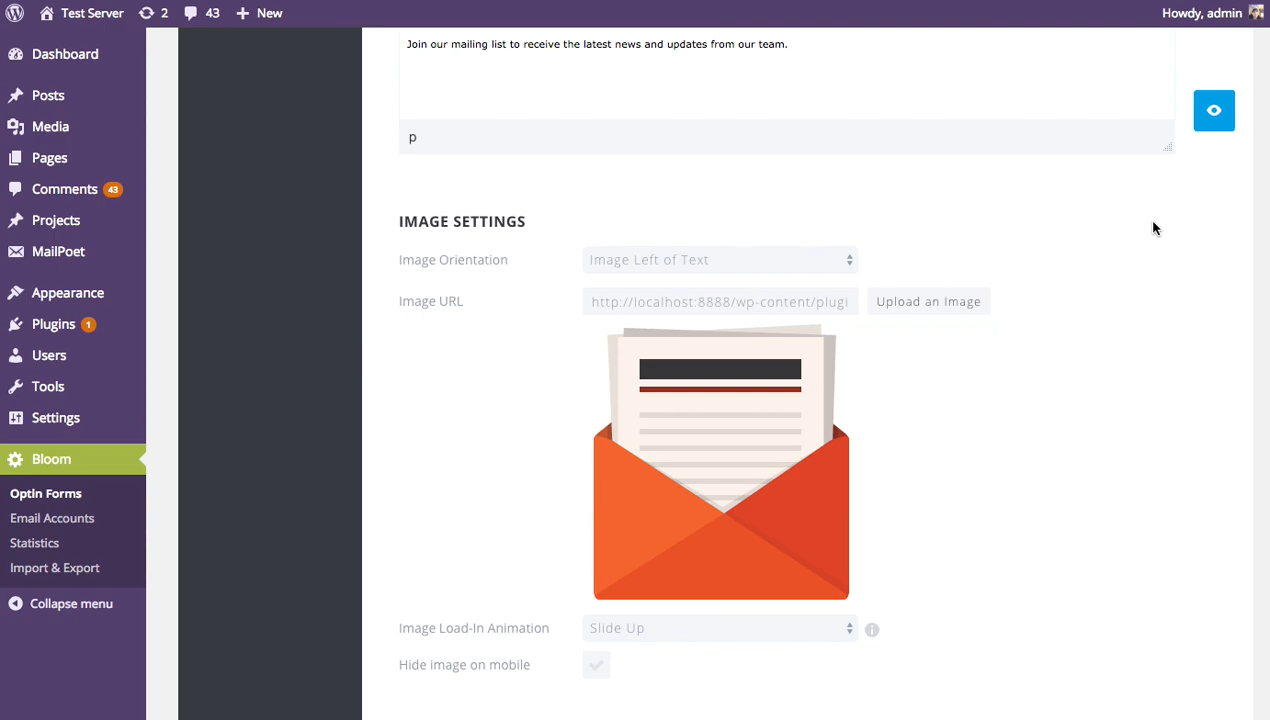 Test Server 2 43 New Howdy, admin
Dashboard
Posts
Media
Pages
Comments 43
Projects
MailPoet
Appearance
Plugins 1
Users
Tools
Settings
Bloom
Optin Forms
Email Accounts
Statistics
Import & Export
Collapse menu
Join our mailing list to receive the latest news and updates from our team.
p
IMAGE SETTINGS
Image Orientation Image Left of Text
Image URL http://localhost:8888/wp-content/plugi Upload an Image
Image Load-In Animation Slide Up
Hide image on mobile